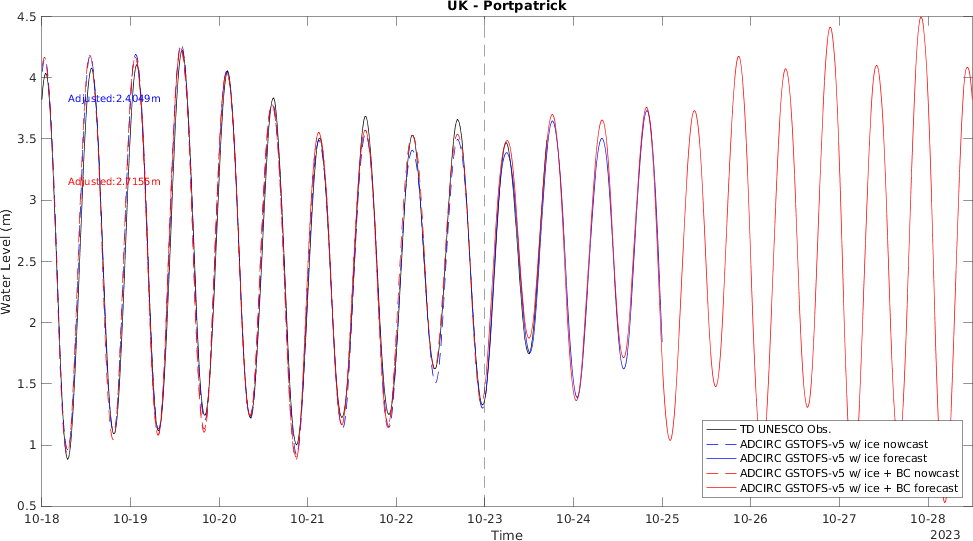 UK - Portpatrick
4.5
4
3.5
3
2.5
2
1.5
1
0.5
Water Level (m)
Adjusted:2.4049m
Adjusted:2.7155m
TD UNESCO Obs.
ADCIRC GSTOFS-v5 w/ ice nowcast
ADCIRC GSTOFS-v5 w/ ice forecast
ADCIRC GSTOFS-v5 w/ ice + BC nowcast
ADCIRC GSTOFS-v5 w/ ice + BC forecast
10-18 10-19 10-20 10-21 10-22 10-23 10-24 10-25 10-26 10-27 10-28
Time
2023